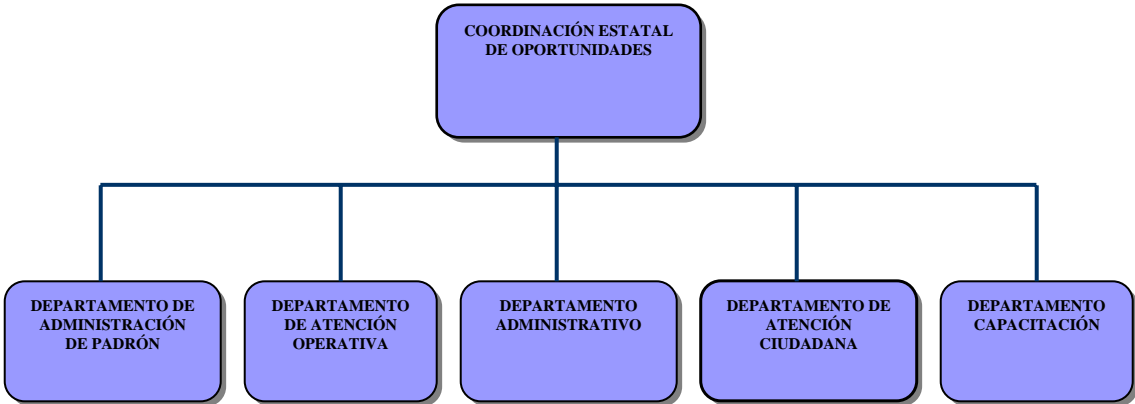 COORDINACIÓN ESTATAL
DE OPORTUNIDADES
DEPARTAMENTO DE
ADMINISTRACIÓN
DE PADRÓN
DEPARTAMENTO
DE ATENCIÓN
OPERATIVA
DEPARTAMENTO
ADMINISTRATIVO
DEPARTAMENTO DE
ATENCIÓN
CIUDADANA
DEPARTAMENTO
CAPACITACIÓN